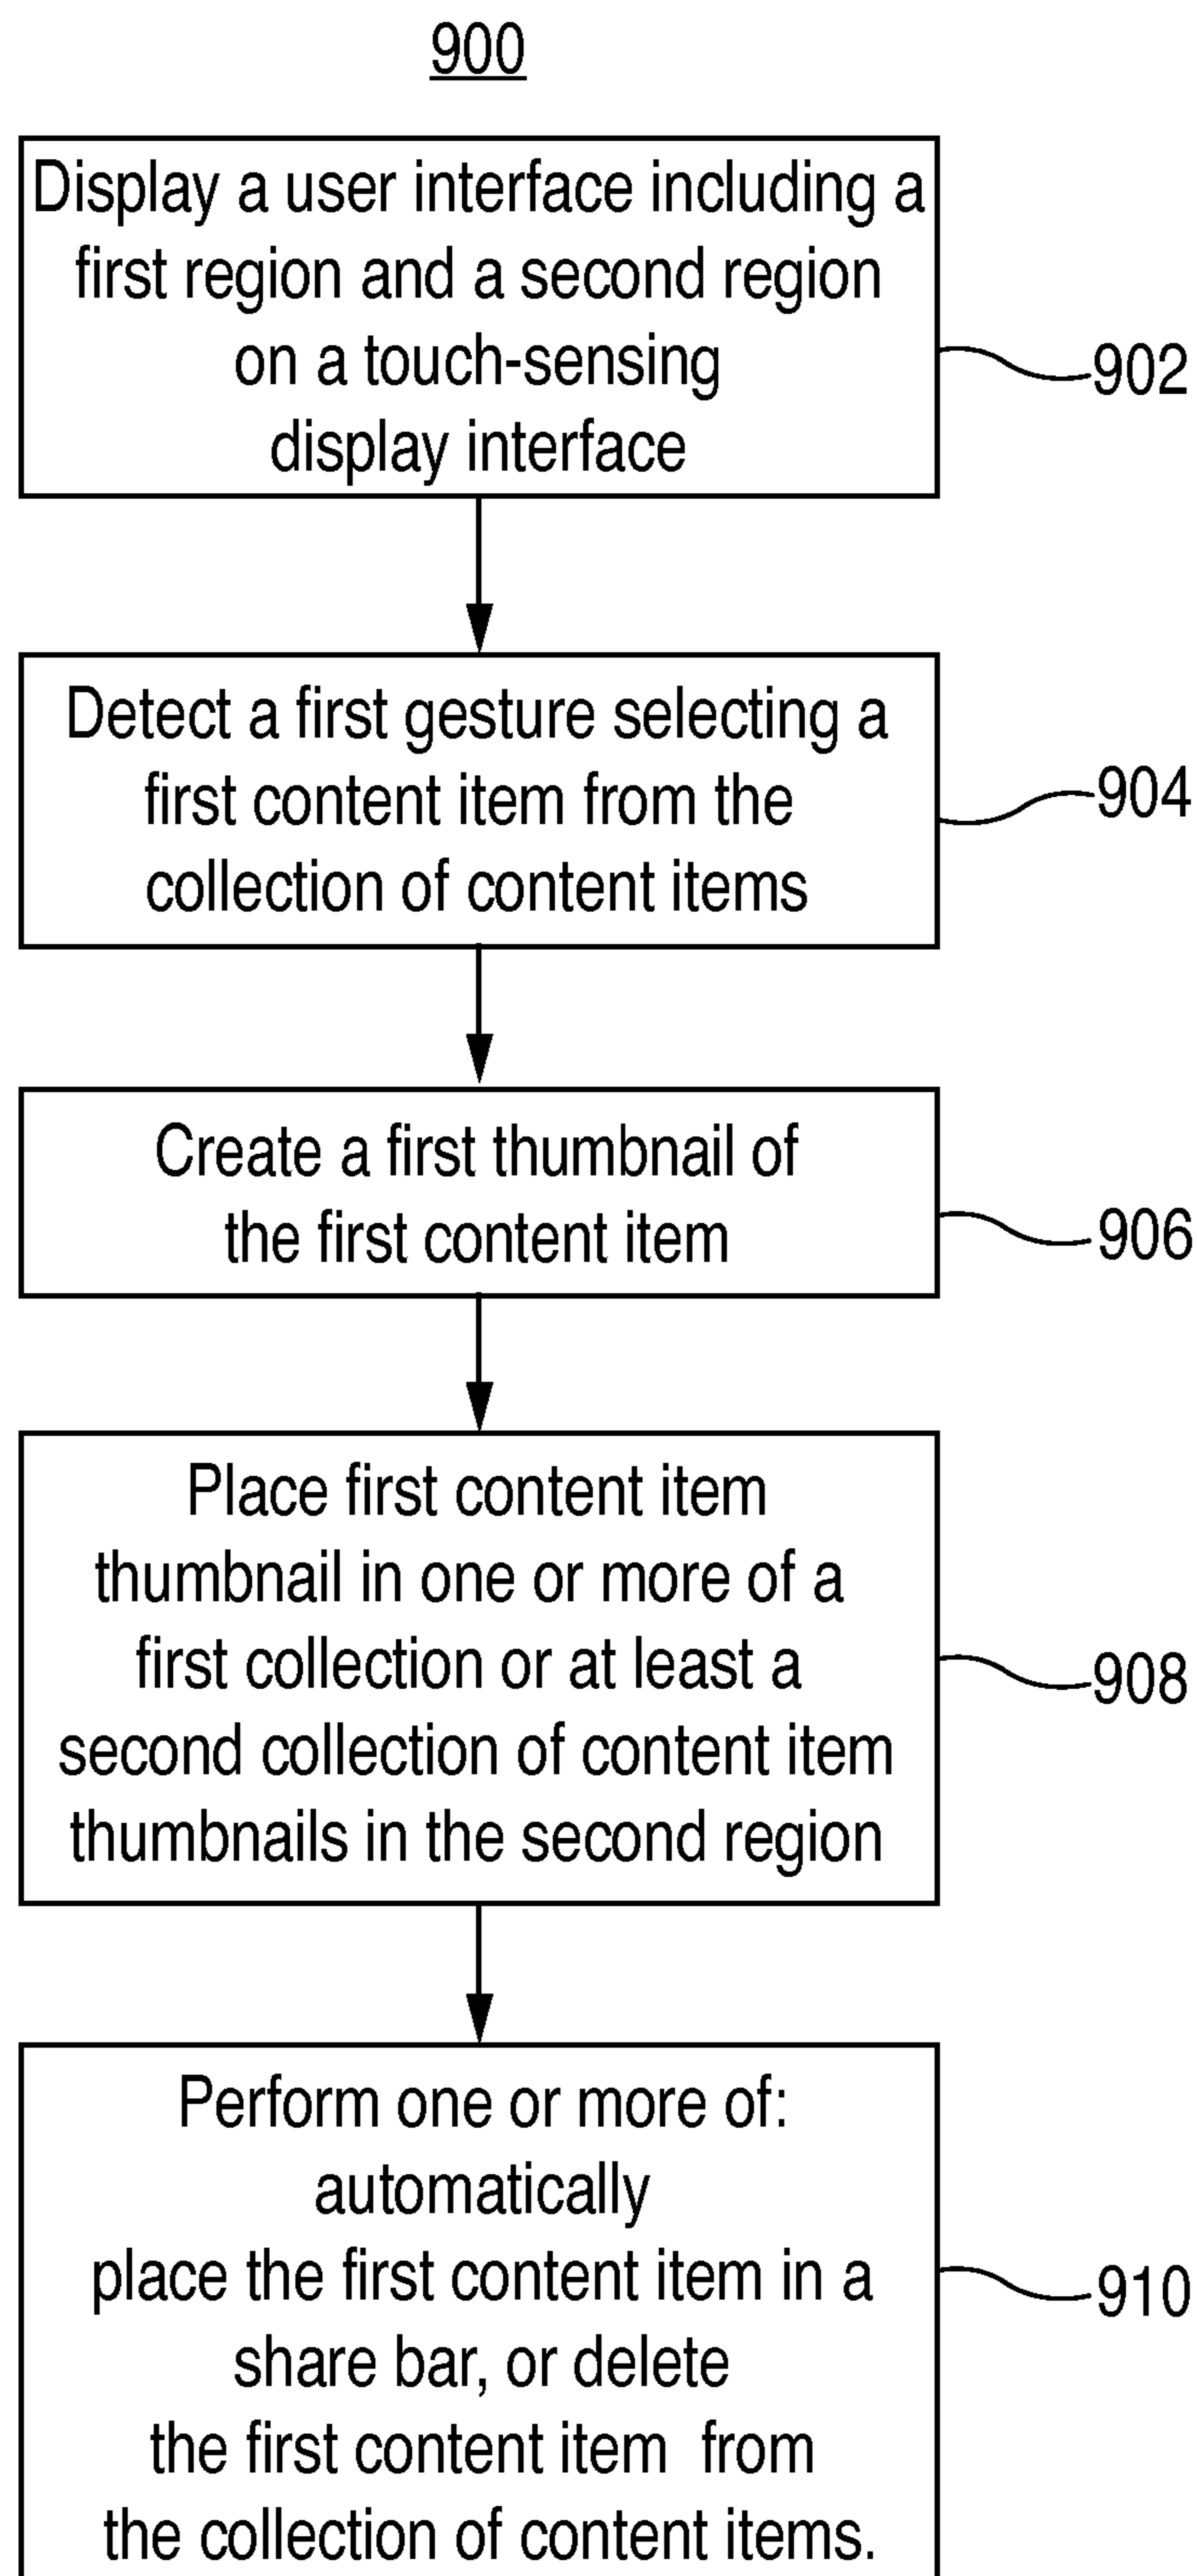 900
Display a user interface including a
first region and a second region
on a touch-sensing
display interface
902
Detect a first gesture selecting a
first content item from the
collection of content items
904
Create a first thumbnail of
the first content item
906
Place first content item
thumbnail in one or more of a
first collection or at least a
second collection of content item
thumbnails in the second region
908
Perform one or more of:
automatically
place the first content item in a
share bar, or delete
the first content item from
the collection of content items.
910